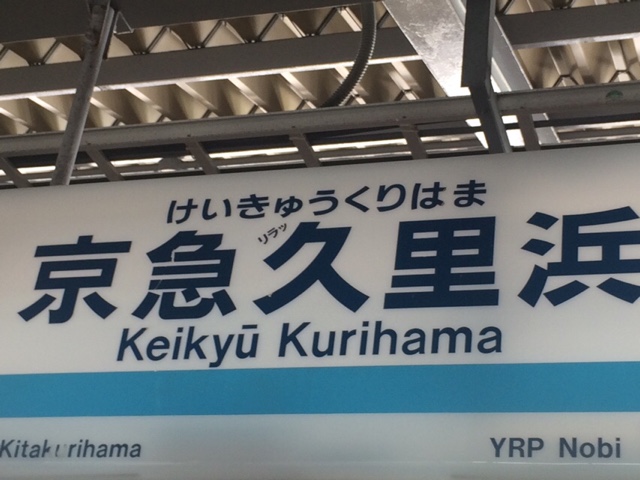 けいきゅうくりはま
リラッ
京急久里浜
Keikyū Kurihama
Kitakurihama YRP Nobi